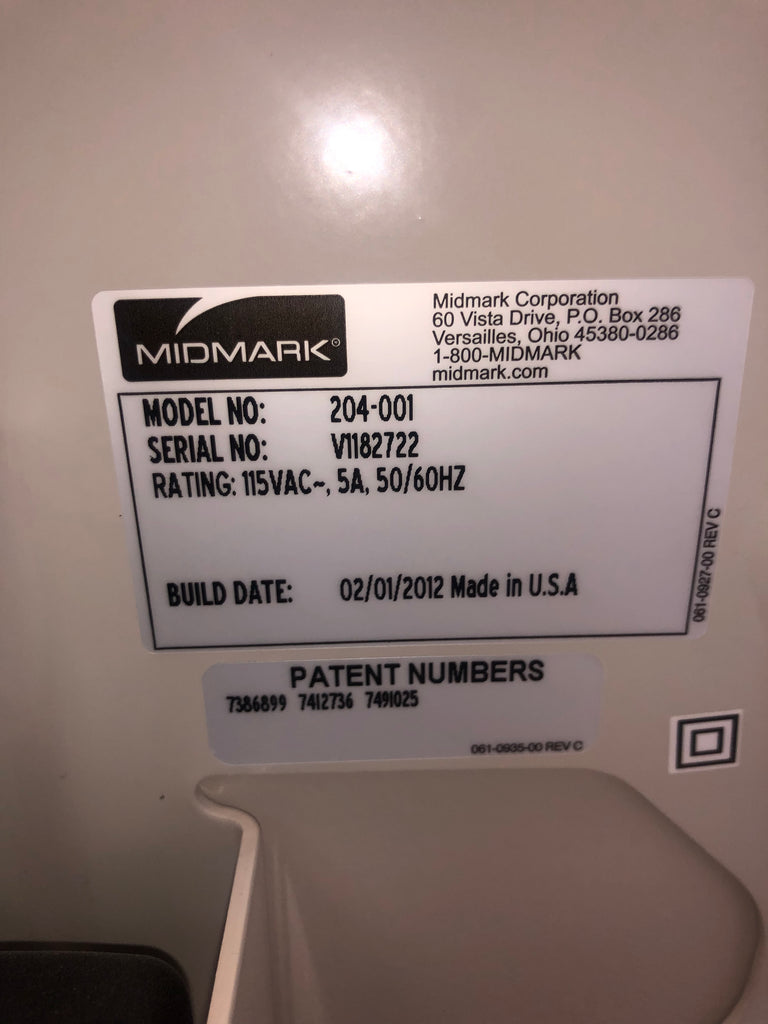 MIDMARK®
Midmark Corporation
60 Vista Drive, P.O. Box 286
Versailles, Ohio 45380-0286
1-800-MIDMARK
midmark.com
MODEL NO: 204-001
SERIAL NO: V1182722
RATING: 115VAC~, 5A, 50/60HZ
BUILD DATE: 02/01/2012 Made in U.S.A
061-0927-00 REV C
PATENT NUMBERS
7386899 7412736 7491025
061-0935-00 REV C